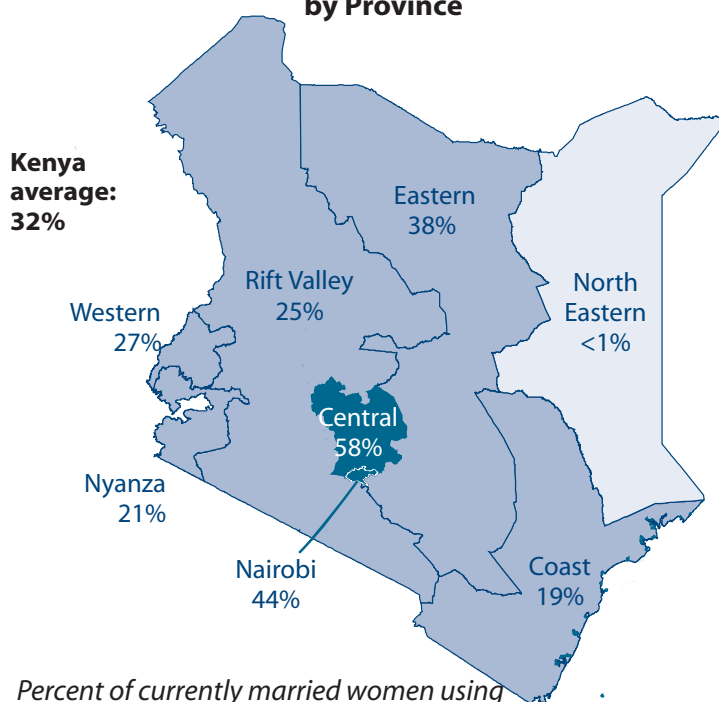 by Province
Kenya
average:
32%
Eastern
38%
Rift Valley
25%
North
Eastern
<1%
Western
27%
Central
58%
Nyanza
21%
Nairobi
44%
Coast
19%
Percent of currently married women using